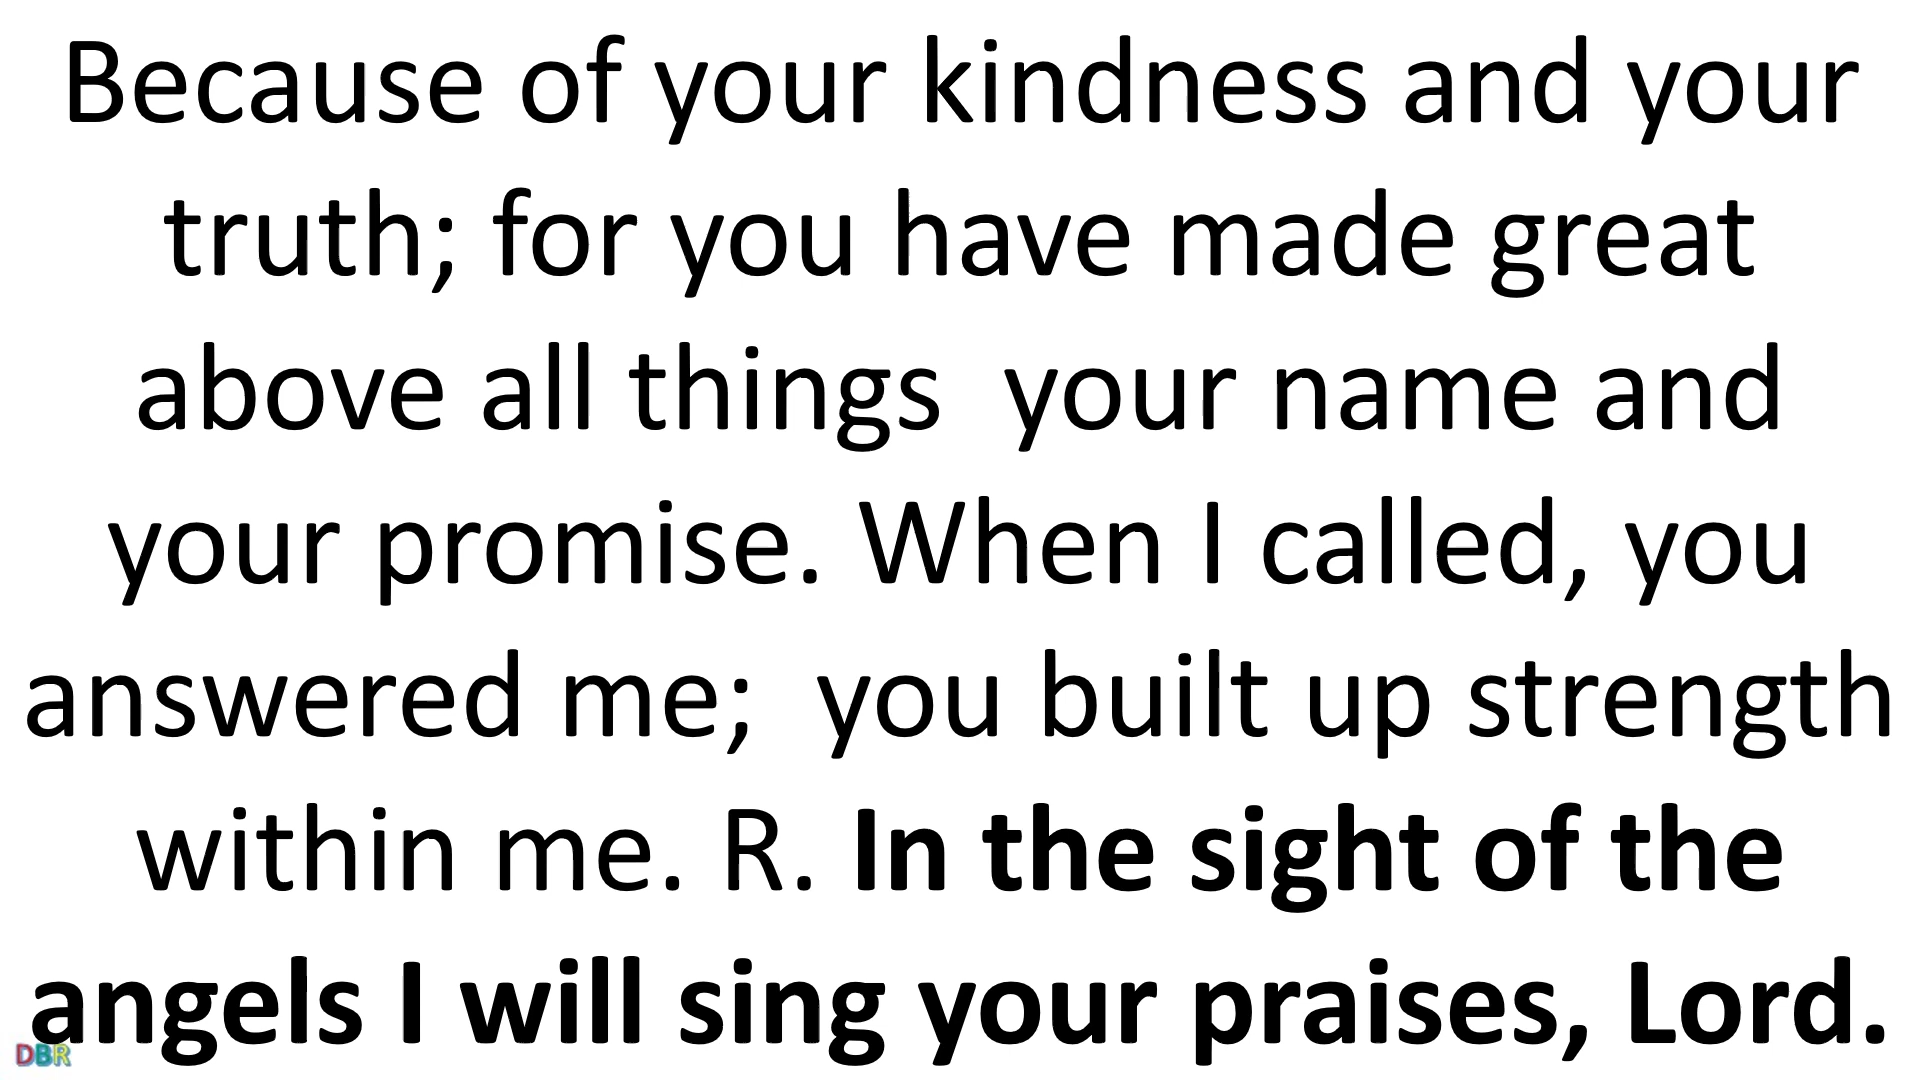 Because of your kindness and your
truth; for you have made great
above all things  your name and
your promise. When I called, you
answered me;  you built up strength
within me. R. In the sight of the
angels I will sing your praises, Lord.
DBR